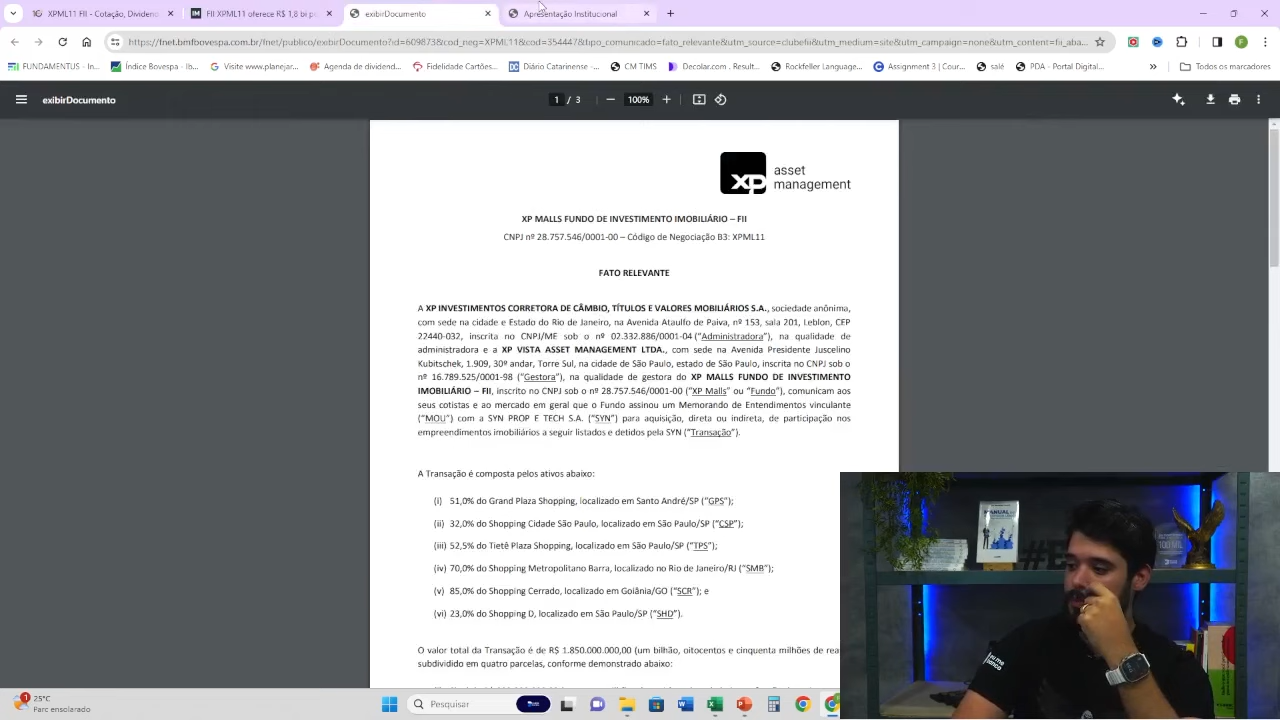 exibirDocumento?id=60987
FII XPML11 compra R$ 1,8 bi po
exibirDocumento
Apresentação do PowerPoint
https://fnet.bmfbovespa.com.br/fnet/publico/exibirDocumento?id=609873&cod_negociação=XPML11&cod=354447&tipo_comunicado=fato+relevante&utm_source=site&utm_campaign=none&utm_medium=fii&utm_ab...
FUNDAMENTUS - In...
Índice Bovespa - Ib...
Visite www.planejar...
Agenda de dividend...
Fidelidade Cartões...
Diário Catarinense -...
CM TIMS
Decolar.com. Result...
Rockfeller Language...
Assignment 3 | Cour...
salé
PDA - Portal Digital...
Todos os marcadores
exibirDocumento
1 / 3
100%
xp asset
management
XP MALLS FUNDO DE INVESTIMENTO IMOBILIÁRIO – FII
CNPJ nº 28.757.546/0001-00 – Código de Negociação B3: XPML11
FATO RELEVANTE
A XP INVESTIMENTOS CORRETORA DE CÂMBIO, TÍTULOS E VALORES MOBILIÁRIOS S.A., sociedade anônima,
com sede na cidade e Estado do Rio de Janeiro, na Avenida Ataulfo de Paiva, nº 153, sala 201, Leblon, CEP
22440-032, inscrita no CNPJ/ME sob o nº 02.332.886/0001-04 (“Administradora”), na qualidade de
administradora e a XP VISTA ASSET MANAGEMENT LTDA., com sede na Avenida Presidente Juscelino
Kubitschek, 1.909, 30º andar, Torre Sul, na cidade de São Paulo, estado de São Paulo, inscrita no CNPJ sob o
nº 16.789.525/0001-98 (“Gestora”), na qualidade de gestora do XP MALLS FUNDO DE INVESTIMENTO
IMOBILIÁRIO – FII, inscrito no CNPJ sob o nº 28.757.546/0001-00 (“XP Malls” ou “Fundo”), comunicam aos
seus cotistas e ao mercado em geral que o Fundo assinou um Memorando de Entendimentos vinculante
(“MOU”) com a SYN PROP E TECH S.A. (“SYN”) para aquisição, direta ou indireta, de participação nos
empreendimentos imobiliários a seguir listados e detidos pela SYN (“Transação”).
A Transação é composta pelos ativos abaixo:
(i) 51,0% do Grand Plaza Shopping, localizado em Santo André/SP (“GPS”);
(ii) 32,0% do Shopping Cidade São Paulo, localizado em São Paulo/SP (“CSP”);
(iii) 52,5% do Tietê Plaza Shopping, localizado em São Paulo/SP (“TPS”);
(iv) 70,0% do Shopping Metropolitano Barra, localizado no Rio de Janeiro/RJ (“SMB”);
(v) 85,0% do Shopping Cerrado, localizado em Goiânia/GO (“SCR”); e
(vi) 23,0% do Shopping D, localizado em São Paulo/SP (“SHD”).
O valor total da Transação é de R$ 1.850.000.000,00 (um bilhão, oitocentos e cinquenta milhões de rea
subdividido em quatro parcelas, conforme demonstrado abaixo:
MANUAL
25°C
Parc ensolarado
Pesquisar